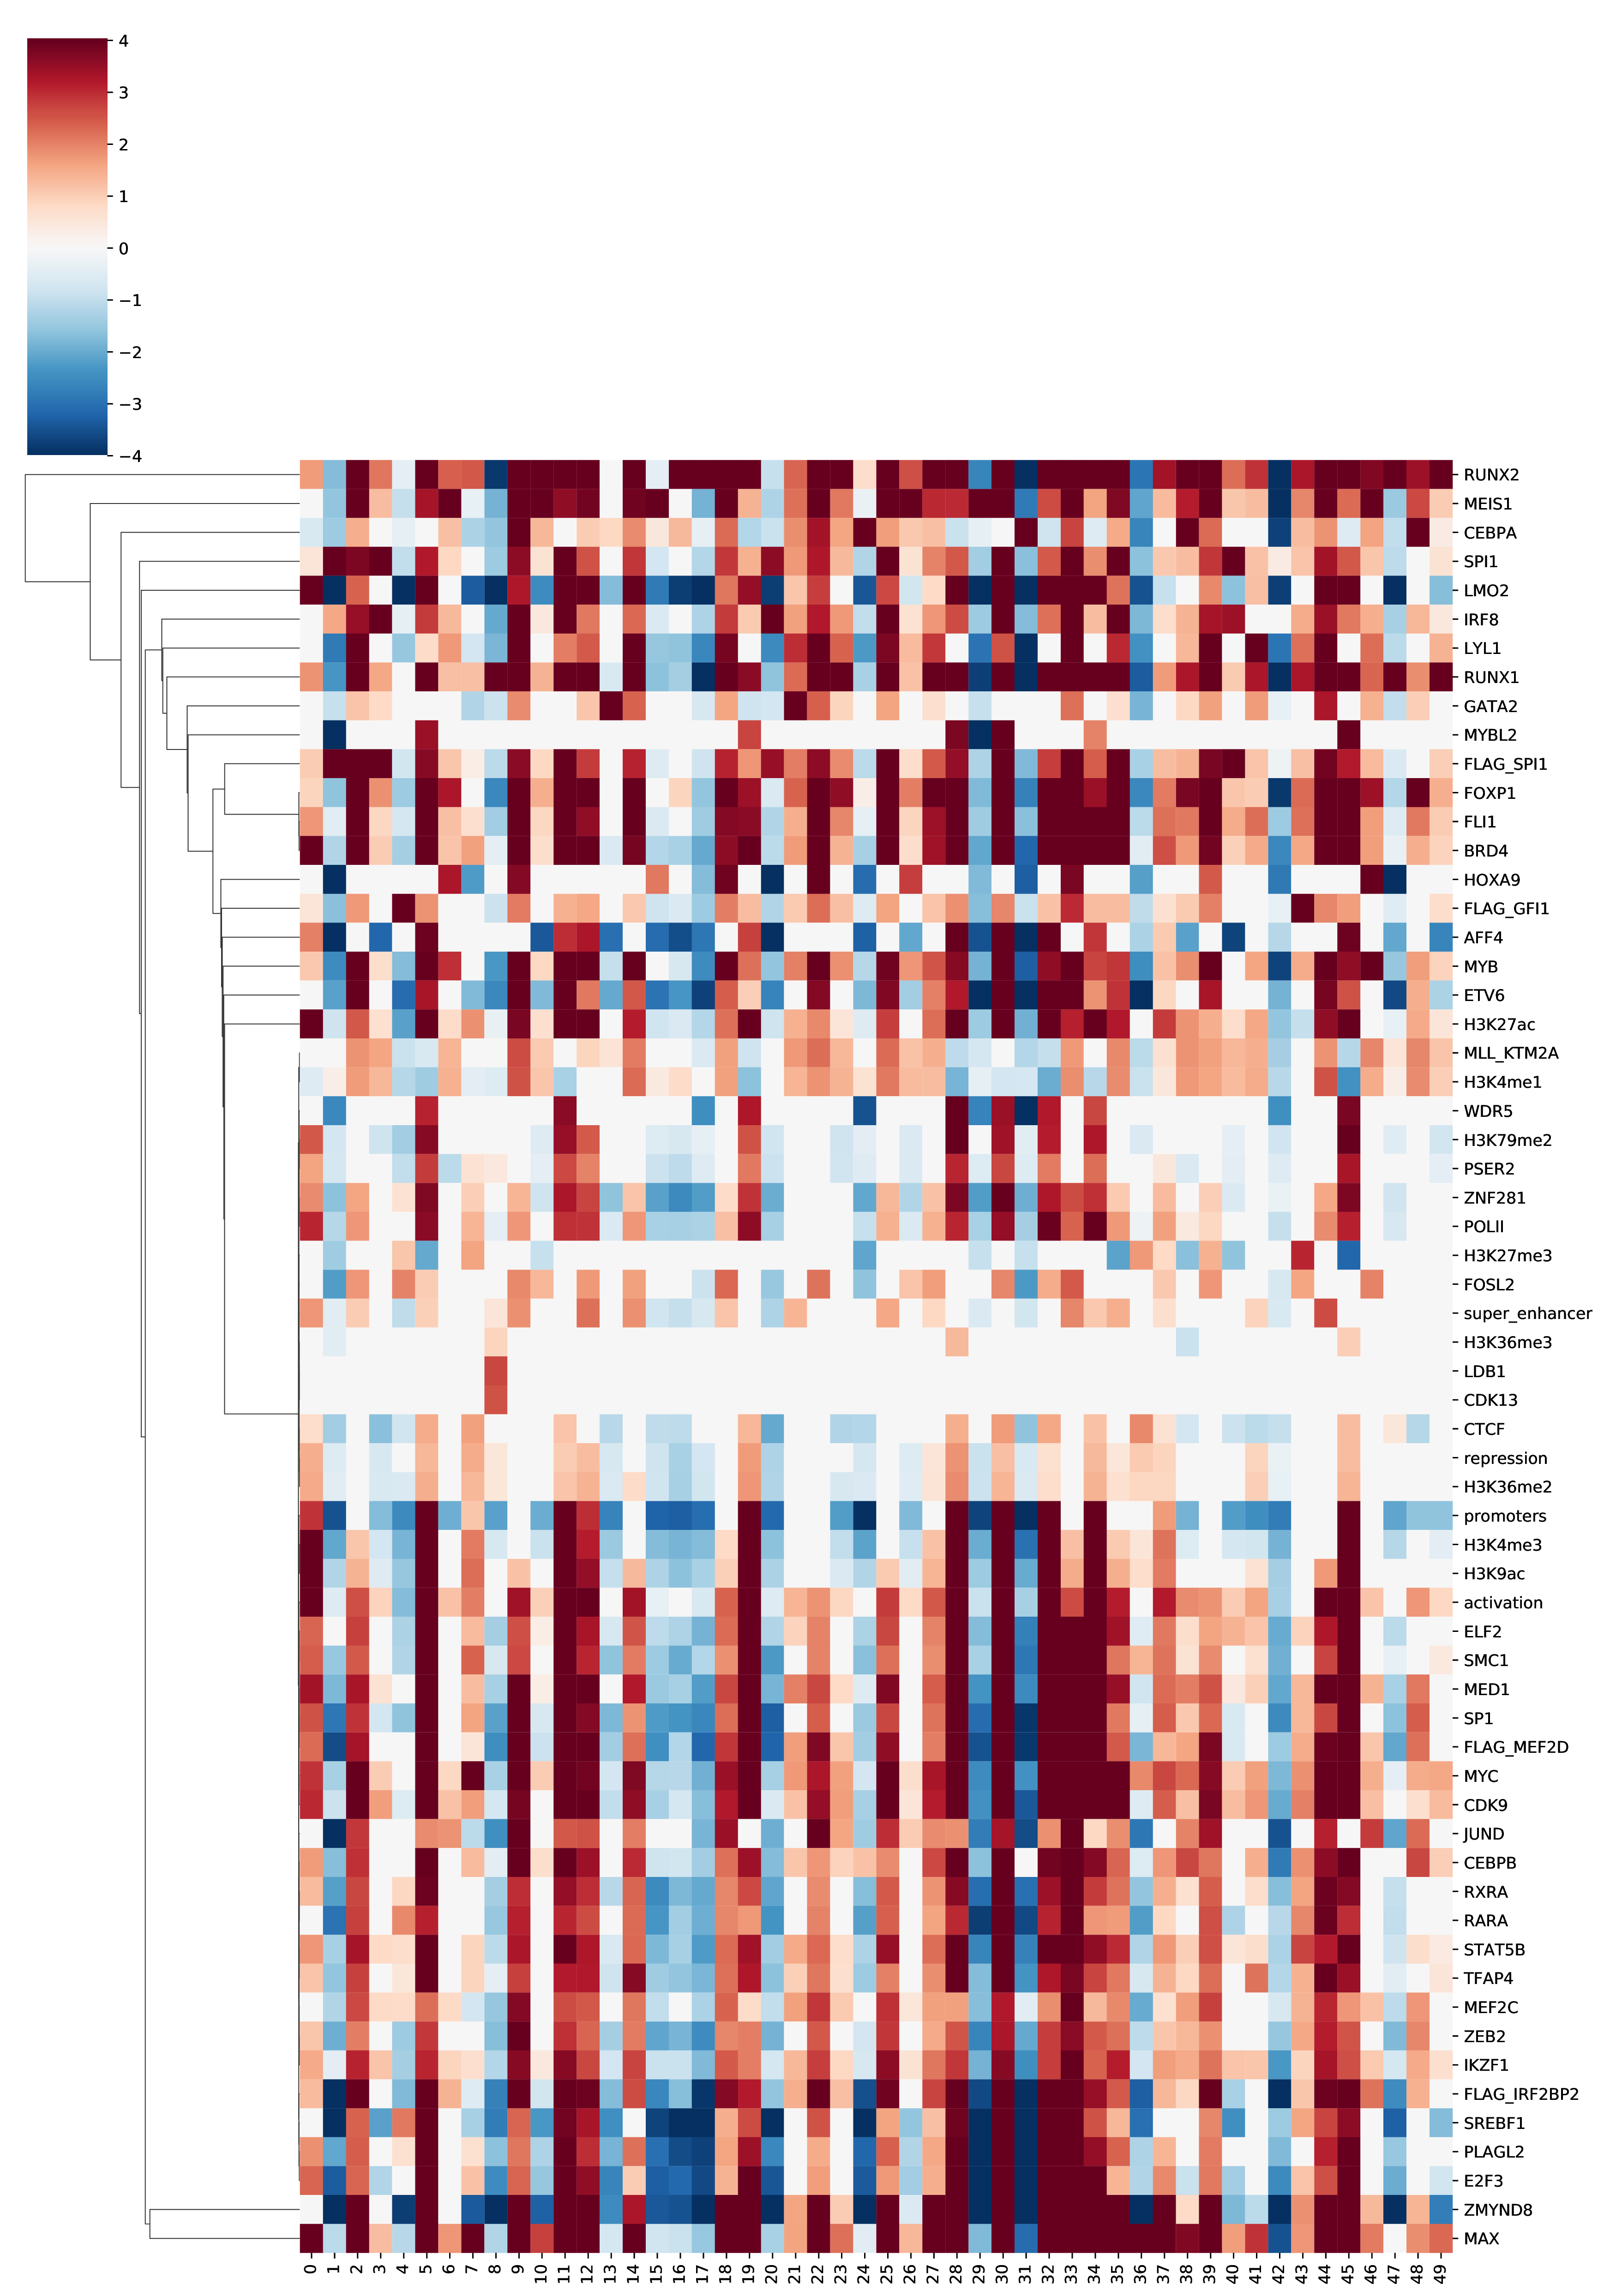 4
3
2
1
0
−1
−2
−3
−4
RUNX2
MEIS1
CEBPA
SPI1
LMO2
IRF8
LYL1
RUNX1
GATA2
MYBL2
FLAG_SPI1
FOXP1
FLI1
BRD4
HOXA9
FLAG_GFI1
AFF4
MYB
ETV6
H3K27ac
MLL_KTM2A
H3K4me1
WDR5
H3K79me2
PSER2
ZNF281
POLII
H3K27me3
FOSL2
super_enhancer
H3K36me3
LDB1
CDK13
CTCF
repression
H3K36me2
promoters
H3K4me3
H3K9ac
activation
ELF2
SMC1
MED1
SP1
FLAG_MEF2D
MYC
CDK9
JUND
CEBPB
RXRA
RARA
STAT5B
TFAP4
MEF2C
ZEB2
IKZF1
FLAG_IRF2BP2
SREBF1
PLAGL2
E2F3
ZMYND8
MAX
0 1 2 3 4 5 6 7 8 9 10 11 12 13 14 15 16 17 18 19 20 21 22 23 24 25 26 27 28 29 30 31 32 33 34 35 36 37 38 39 40 41 42 43 44 45 46 47 48 49